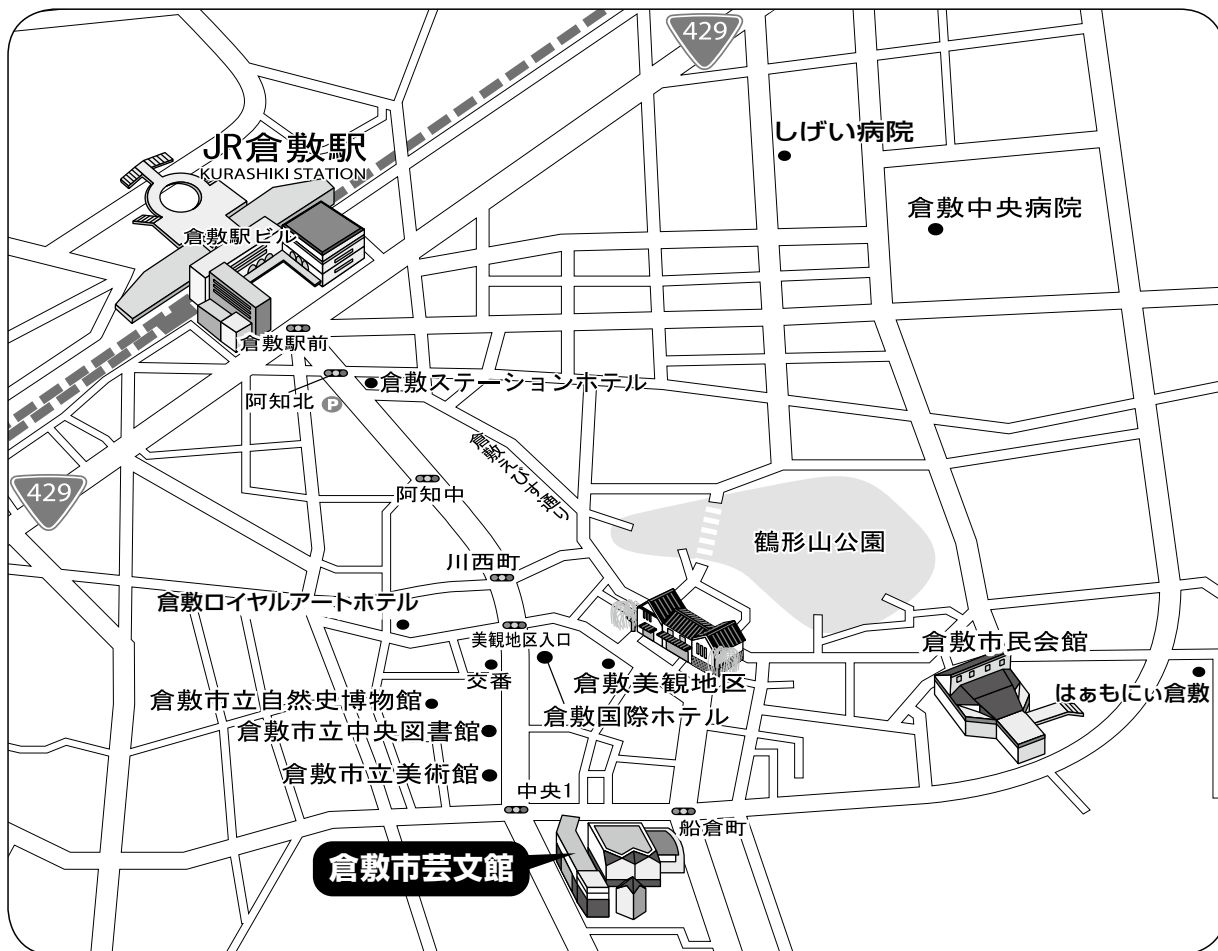 429
しげい病院
JR倉敷駅
KURASHIKI STATION
倉敷中央病院
倉敷駅ビル
倉敷駅前
倉敷ステーションホテル
阿知北 P
倉敷えびす通り
429
阿知中
鶴形山公園
川西町
倉敷ロイヤルアートホテル
美観地区入口
倉敷市民会館
交番
倉敷美観地区
はぁもにぃ倉敷
倉敷市立自然史博物館
倉敷国際ホテル
倉敷市立中央図書館
倉敷市立美術館
中央1
船倉町
倉敷市芸文館